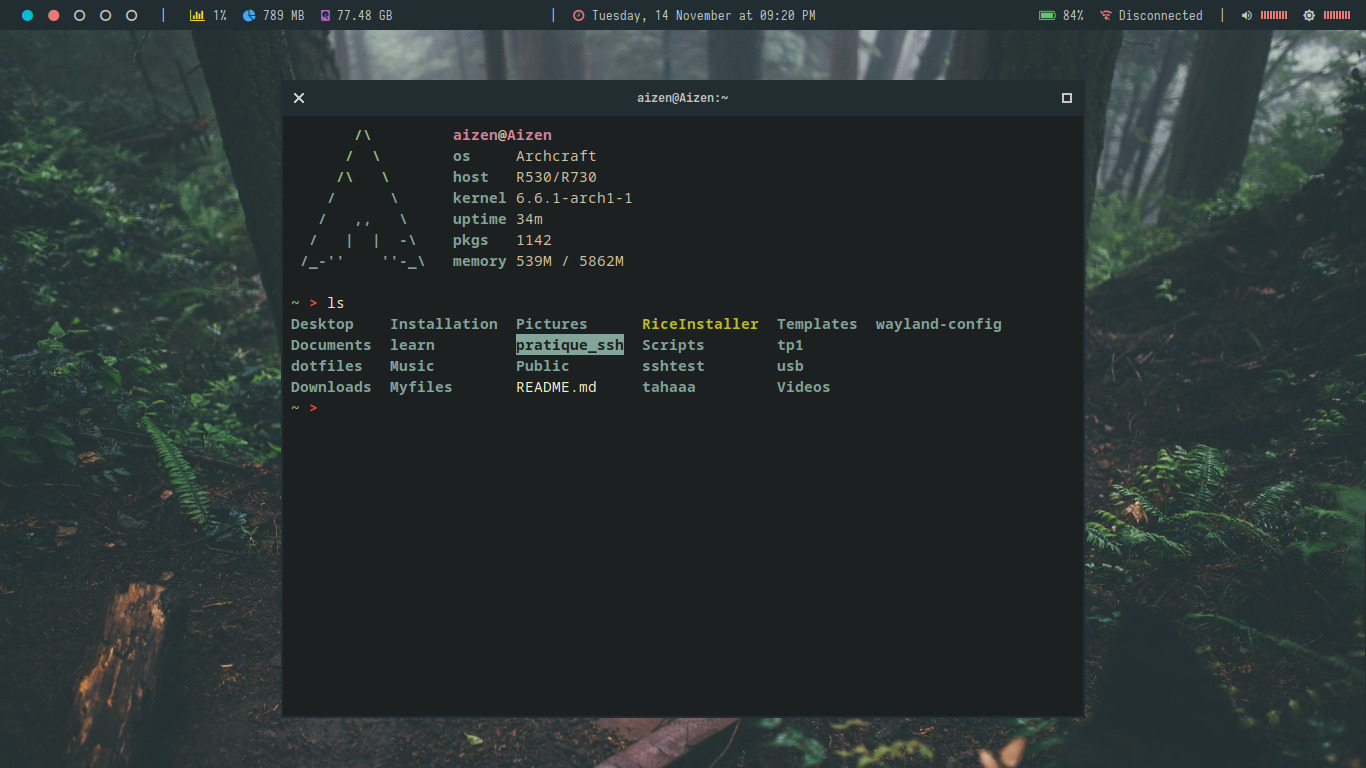 1% 789 MB 77.48 GB | Tuesday, 14 November at 09:20 PM 84% Disconnected |
aizen@Aizen:~
/\ aizen@Aizen
/ \ os Archcraft
/\ \ host R530/R730
/ \ kernel 6.6.1-arch1-1
/ ,, \ uptime 34m
/ | | -\ pkgs 1142
/_-'' ''-_\ memory 539M / 5862M
~ > ls
Desktop Installation Pictures RiceInstaller Templates wayland-config
Documents learn pratique_ssh Scripts tp1
dotfiles Music Public sshtest usb
Downloads Myfiles README.md tahaaa Videos
~ >